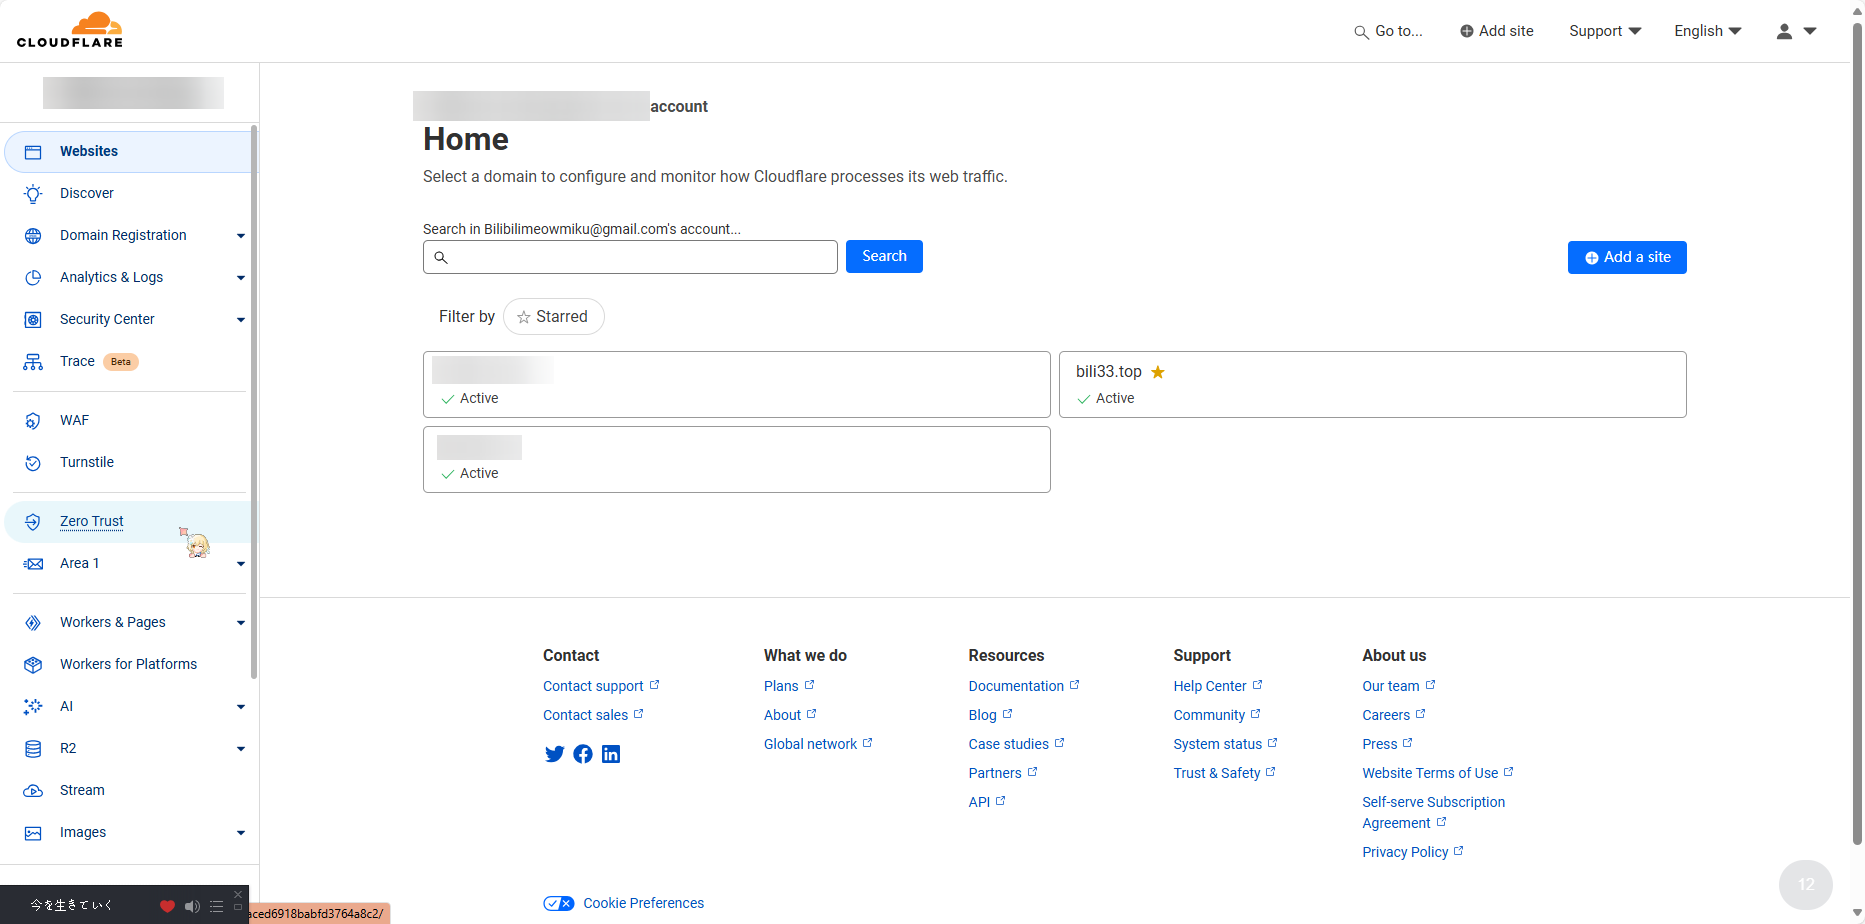 CLOUDFLARE
Go to...
Add site
Support
English
account
Home
Select a domain to configure and monitor how Cloudflare processes its web traffic.
Search in Bilibilimeowmiku@gmail.com's account...
Search
Add a site
Filter by
Starred
Active
bili33.top
Active
Active
Websites
Discover
Domain Registration
Analytics & Logs
Security Center
Trace Beta
WAF
Turnstile
Zero Trust
Area 1
Workers & Pages
Workers for Platforms
AI
R2
Stream
Images
Contact
Contact support
Contact sales
What we do
Plans
About
Global network
Resources
Documentation
Blog
Case studies
Partners
API
Support
Help Center
Community
System status
Trust & Safety
About us
Our team
Careers
Press
Website Terms of Use
Self-serve Subscription
Agreement
Privacy Policy
12
Cookie Preferences
今を生きていく
aced6918babfd3764a8c2/